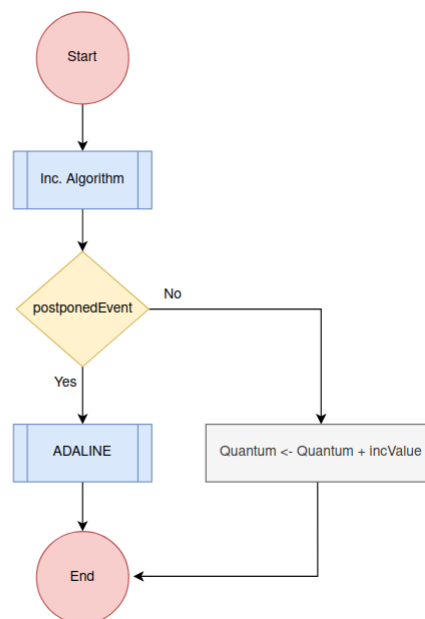 Start
Inc. Algorithm
postponedEvent
No
Yes
ADALINE
Quantum <- Quantum + incValue
End